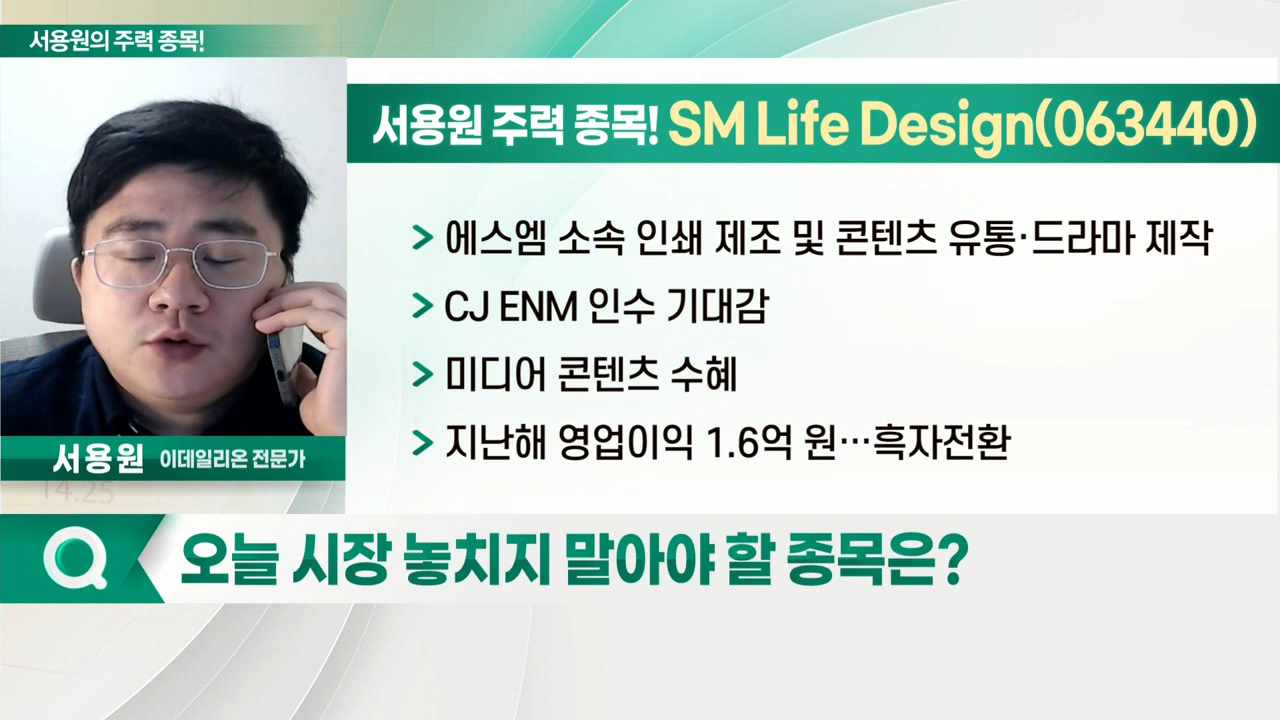 서용원의 주력 종목!
서용원 주력 종목! SM Life Design(063440)
> 에스엠 소속 인쇄 제조 및 콘텐츠 유통·드라마 제작
> CJ ENM 인수 기대감
> 미디어 콘텐츠 수혜
> 지난해 영업이익 1.6억 원…흑자전환
서용원 이데일리온 전문가
14.25
Q 오늘 시장 놓치지 말아야 할 종목은?